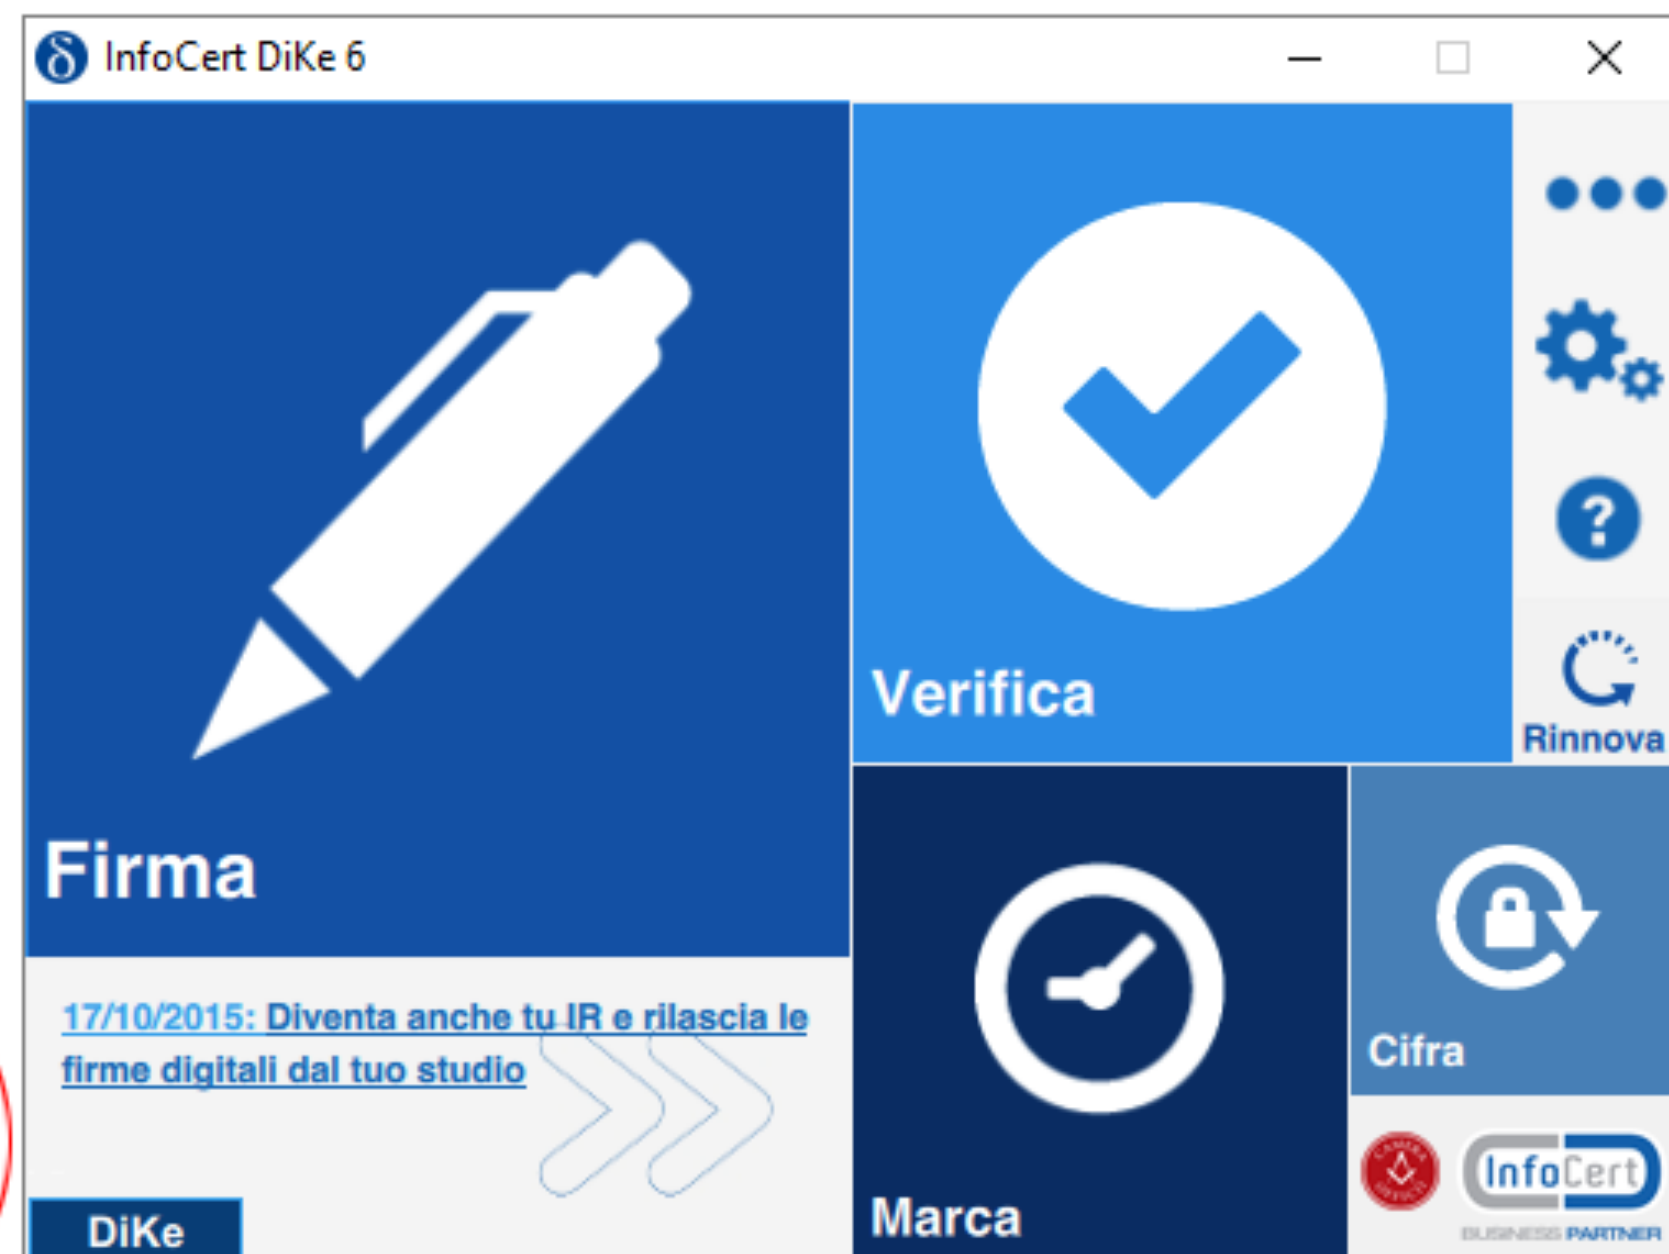 InfoCert DiKe 6
Firma
Verifica
Rinnova
17/10/2015: Diventa anche tu IR e rilascia le
firme digitali dal tuo studio
DiKe
Marca
Cifra
InfoCert
BUSINESS PARTNER